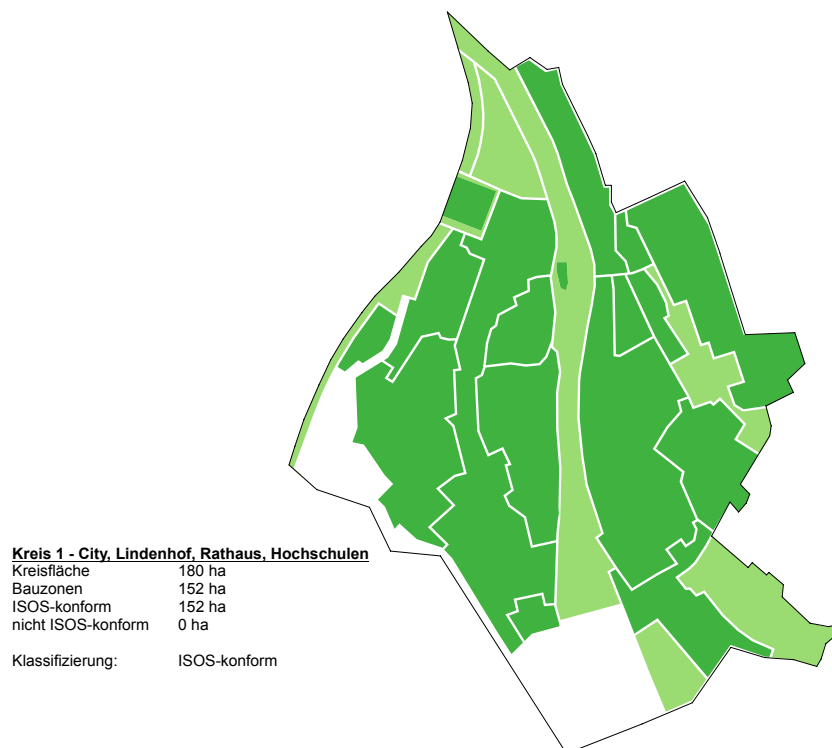 Kreis 1 - City, Lindenhof, Rathaus, Hochschulen
Kreisfläche 180 ha
Bauzonen 152 ha
ISOS-konform 152 ha
nicht ISOS-konform 0 ha
Klassifizierung: ISOS-konform